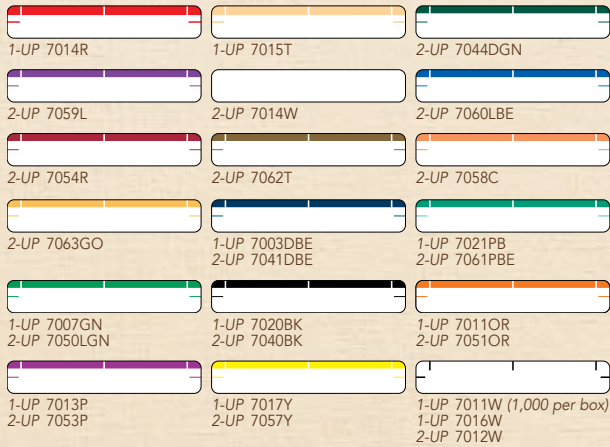 1-UP 7014R
1-UP 7015T
2-UP 7044DGN
2-UP 7059L
2-UP 7014W
2-UP 7060LBE
2-UP 7054R
2-UP 7062T
2-UP 7058C
2-UP 7063GO
1-UP 7003DBE
2-UP 7041DBE
1-UP 7021PB
2-UP 7061PBE
1-UP 7007GN
2-UP 7050LGN
1-UP 7020BK
2-UP 7040BK
1-UP 7011OR
2-UP 7051OR
1-UP 7013P
2-UP 7053P
1-UP 7017Y
2-UP 7057Y
1-UP 7011W (1,000 per box)
1-UP 7016W
2-UP 7012W